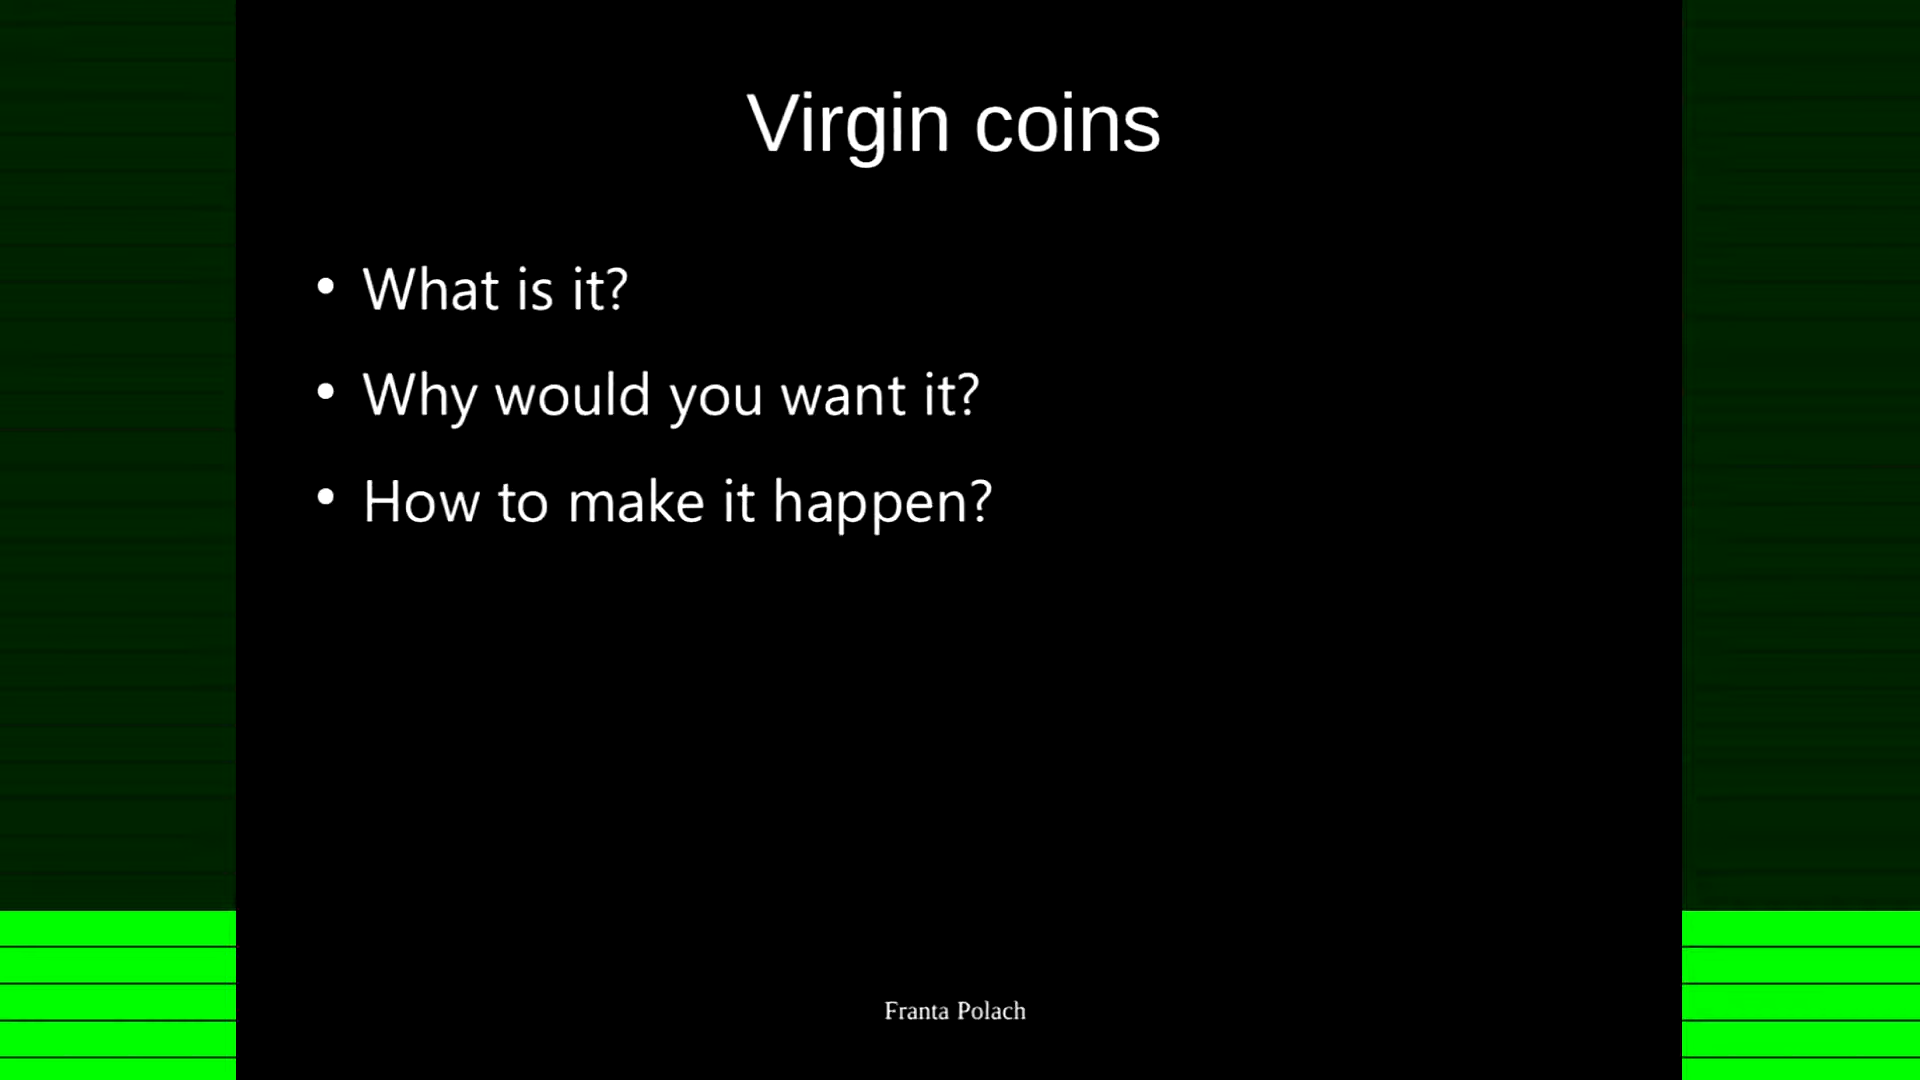 Virgin coins
• What is it?
• Why would you want it?
• How to make it happen?
Franta Polach